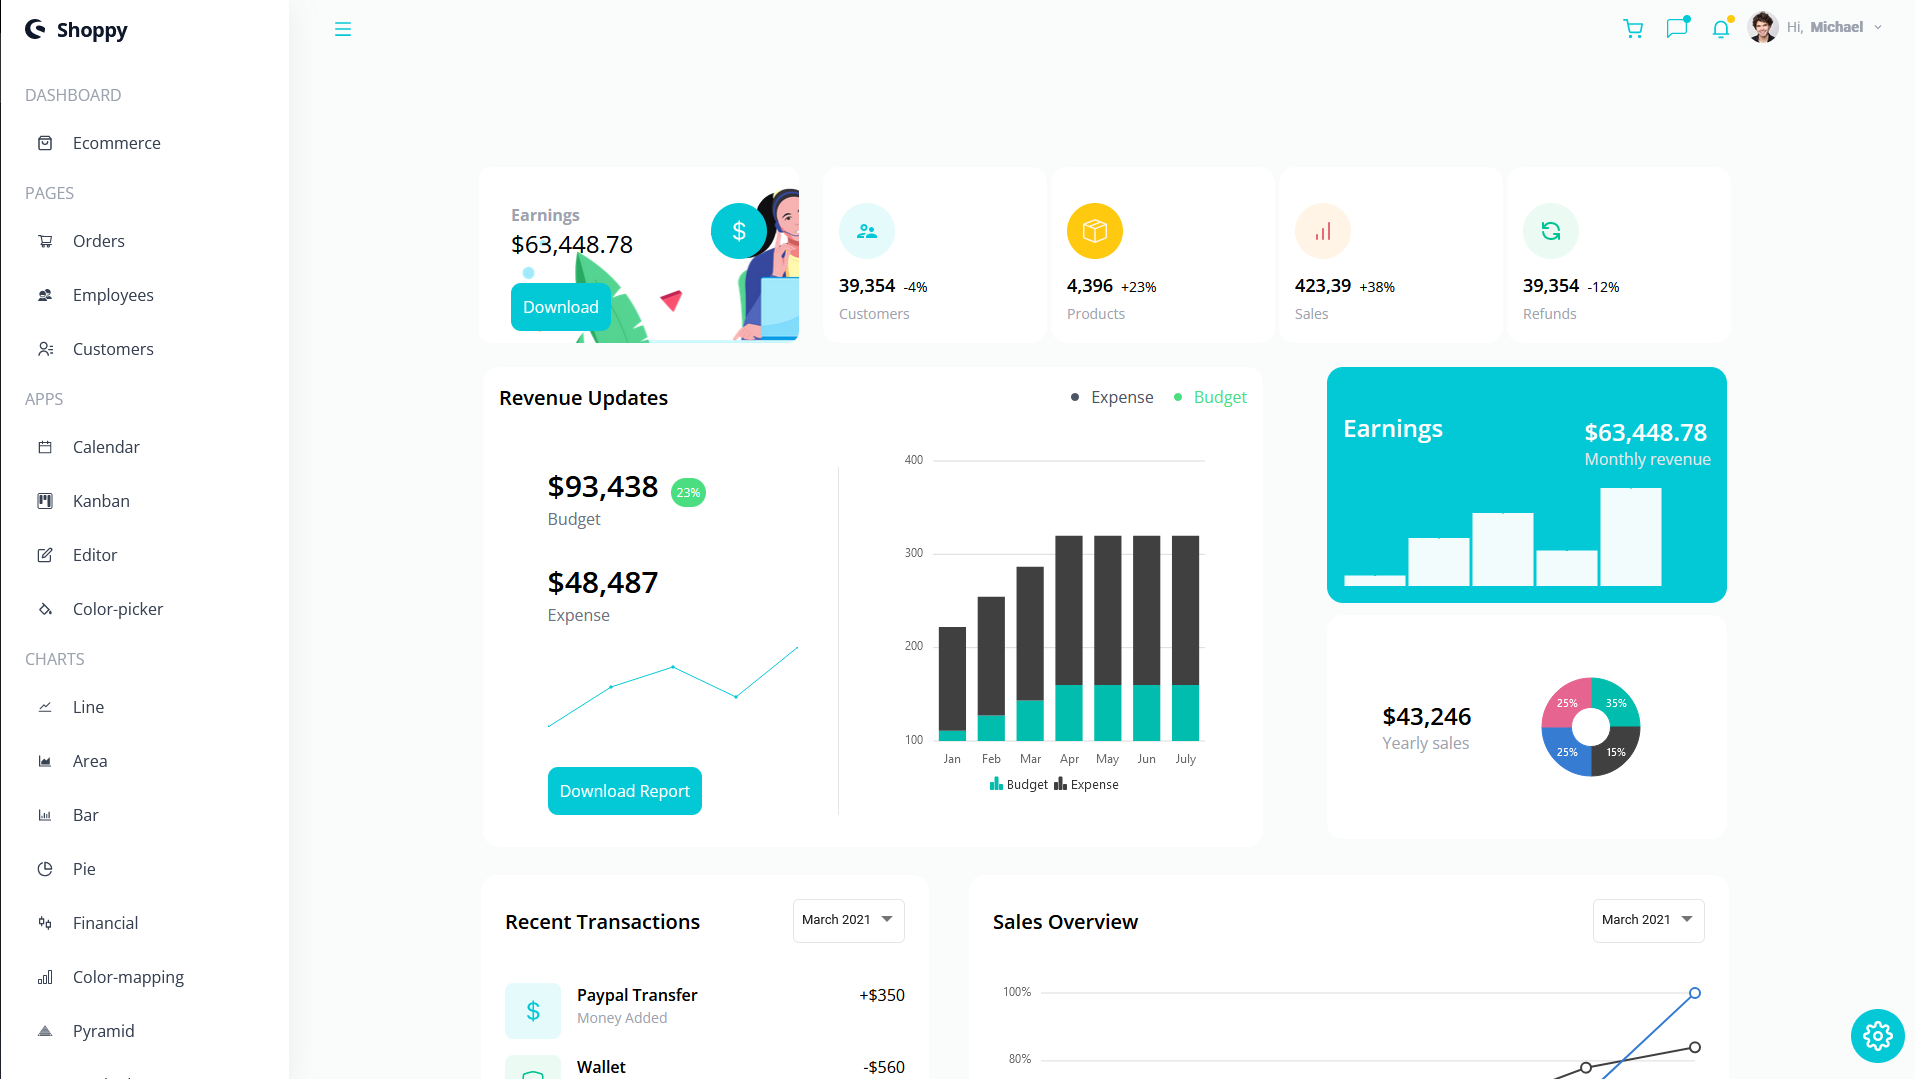 Shoppy
Hi, Michael
DASHBOARD
Ecommerce
PAGES
Orders
Employees
Customers
APPS
Calendar
Kanban
Editor
Color-picker
CHARTS
Line
Area
Bar
Pie
Financial
Color-mapping
Pyramid
Earnings
$63,448.78
Download
$
39,354 -4%
Customers
4,396 +23%
Products
423,39 +38%
Sales
39,354 -12%
Refunds
Revenue Updates
Expense
Budget
$93,438 23%
Budget
$48,487
Expense
Download Report
400
300
200
100
Jan Feb Mar Apr May Jun July
Budget Expense
Earnings
$63,448.78
Monthly revenue
$43,246
Yearly sales
25% 35%
25% 15%
Recent Transactions
March 2021
$
Paypal Transfer +$350
Money Added
Wallet -$560
Sales Overview
March 2021
100%
80%